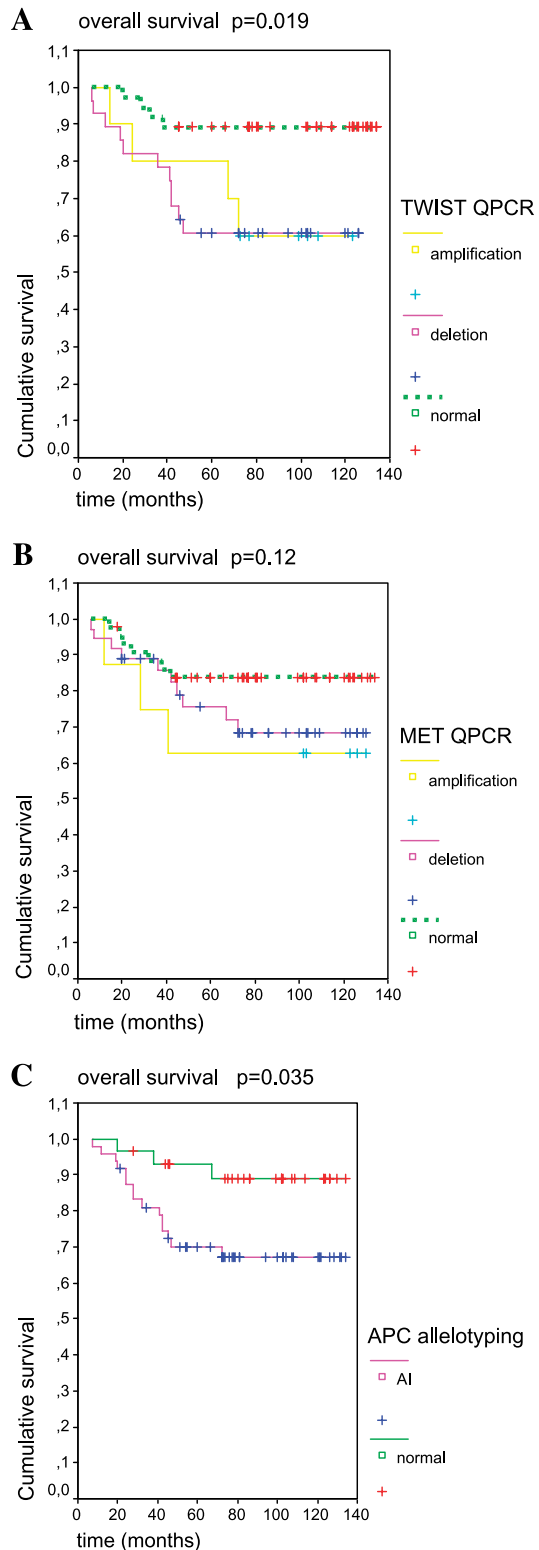 A
overall survival p=0.019
1,1
1,0
,9
,8
,7
,6
,5
,4
,3
,2
,1
0,0
Cumulative survival
0 20 40 60 80 100 120 140
time (months)
TWIST QPCR
amplification
deletion
normal
B
overall survival p=0.12
1,1
1,0
,9
,8
,7
,6
,5
,4
,3
,2
,1
0,0
Cumulative survival
0 20 40 60 80 100 120 140
time (months)
MET QPCR
amplification
deletion
normal
C
overall survival p=0.035
1,1
1,0
,9
,8
,7
,6
,5
,4
,3
,2
,1
0,0
Cumulative survival
0 20 40 60 80 100 120 140
time (months)
APC allelotyping
AI
normal